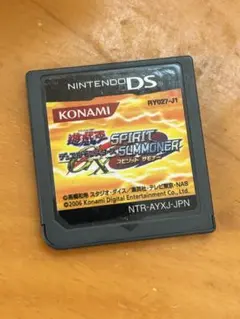 NINTENDO DS
KONAMI
RY027-J1
遊戯王
デュエルモンスターズ
GX
SPIRIT
SUMMONER
スピリット サモナー
©高橋和希 スタジオ・ダイス/集英社・テレビ東京・NAS
©2006 Konami Digital Entertainment Co., Ltd.
NTR-AYXJ-JPN